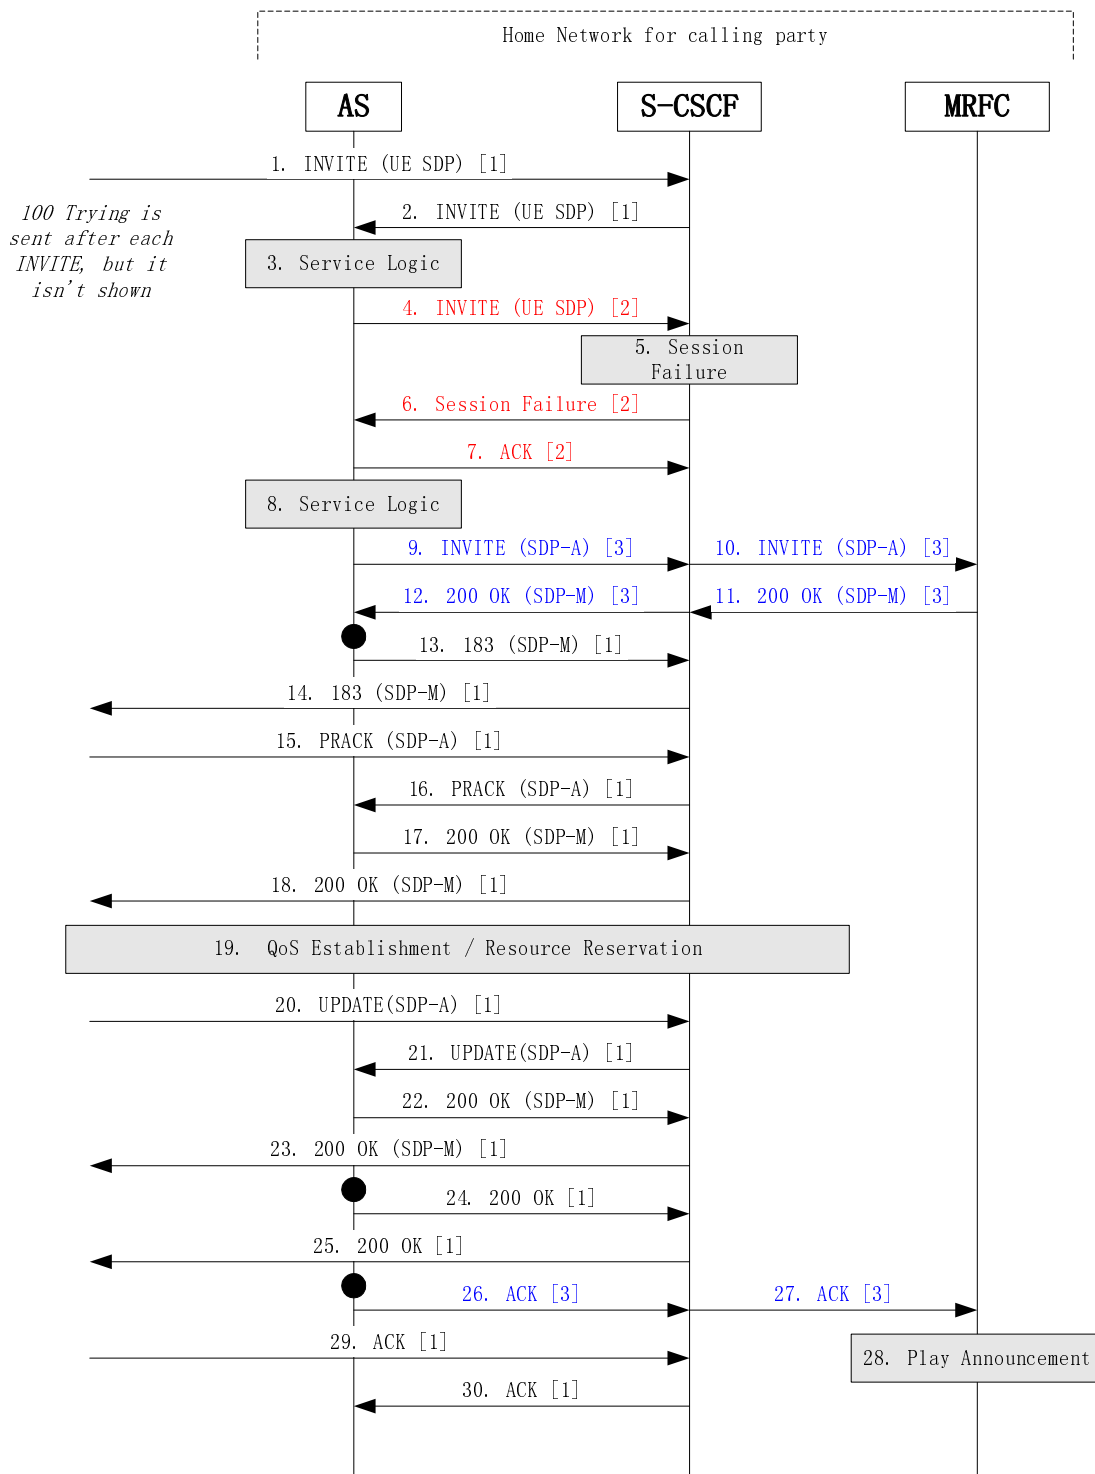 Home Network for calling party
AS
S-CSCF
MRFC
1. INVITE (UE SDP) [1]
100 Trying is
sent after each
INVITE, but it
isn't shown
2. INVITE (UE SDP) [1]
3. Service Logic
4. INVITE (UE SDP) [2]
5. Session
Failure
6. Session Failure [2]
7. ACK [2]
8. Service Logic
9. INVITE (SDP-A) [3]
10. INVITE (SDP-A) [3]
12. 200 OK (SDP-M) [3]
11. 200 OK (SDP-M) [3]
13. 183 (SDP-M) [1]
14. 183 (SDP-M) [1]
15. PRACK (SDP-A) [1]
16. PRACK (SDP-A) [1]
17. 200 OK (SDP-M) [1]
18. 200 OK (SDP-M) [1]
19. QoS Establishment / Resource Reservation
20. UPDATE(SDP-A) [1]
21. UPDATE(SDP-A) [1]
22. 200 OK (SDP-M) [1]
23. 200 OK (SDP-M) [1]
24. 200 OK [1]
25. 200 OK [1]
26. ACK [3]
27. ACK [3]
29. ACK [1]
28. Play Announcement
30. ACK [1]